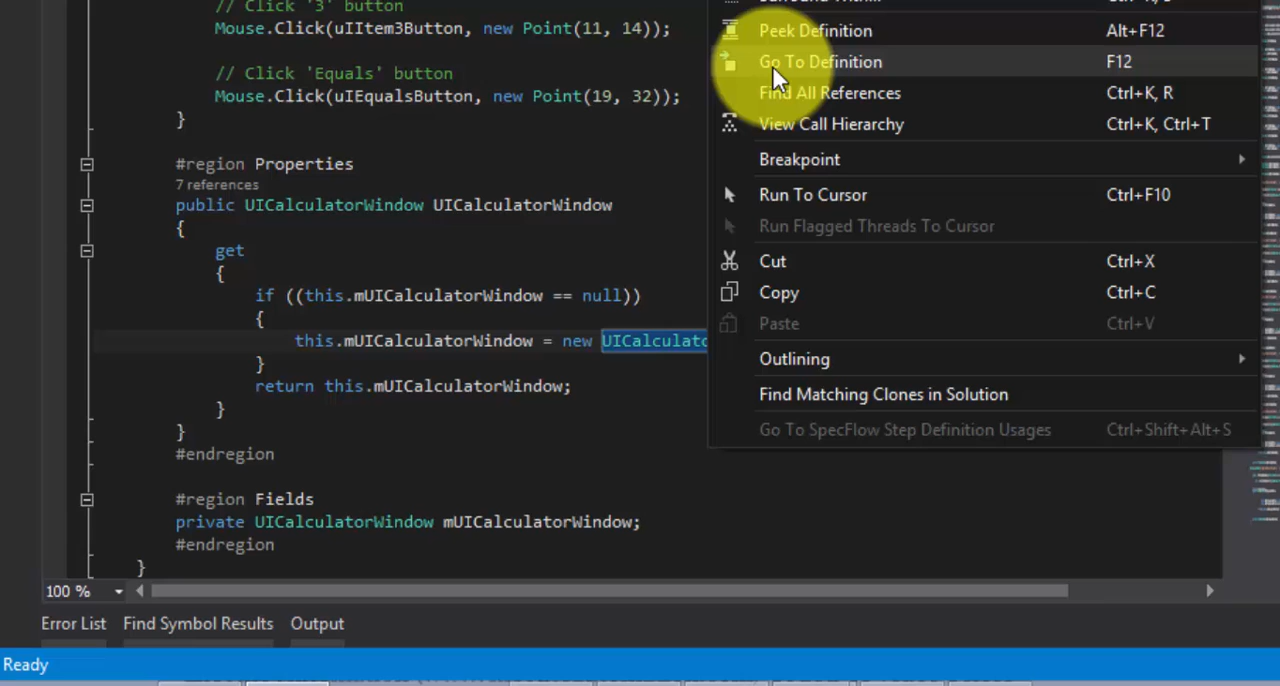 // Click '3' button
Mouse.Click(uIItem3Button, new Point(11, 14));
// Click 'Equals' button
Mouse.Click(uIEqualsButton, new Point(19, 32));
}
#region Properties
7 references
public UICalculatorWindow UICalculatorWindow
{
get
{
if ((this.mUICalculatorWindow == null))
{
this.mUICalculatorWindow = new UICalculato
}
return this.mUICalculatorWindow;
}
}
#endregion
#region Fields
private UICalculatorWindow mUICalculatorWindow;
#endregion
}
Peek Definition Alt+F12
Go To Definition F12
Find All References Ctrl+K, R
View Call Hierarchy Ctrl+K, Ctrl+T
Breakpoint
Run To Cursor Ctrl+F10
Run Flagged Threads To Cursor
Cut Ctrl+X
Copy Ctrl+C
Paste Ctrl+V
Outlining
Find Matching Clones in Solution
Go To SpecFlow Step Definition Usages Ctrl+Shift+Alt+S
100 %
Error List Find Symbol Results Output
Ready